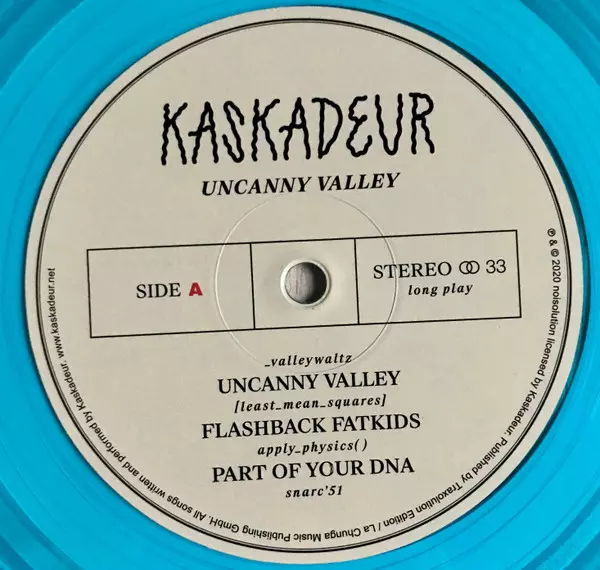 KASKADEUR
UNCANNY VALLEY
SIDE A
STEREO 33
long play
_valleywaltz
UNCANNY VALLEY
[least_mean_squares]
FLASHBACK FATKIDS
apply_physics()
PART OF YOUR DNA
snarc'51
℗ & © 2020 noisolution licensed by Kaskadeur. Published by Traxolution Edition / La Chunga Music Publishing GmbH. All songs written and performed by Kaskadeur. www.kaskadeur.net